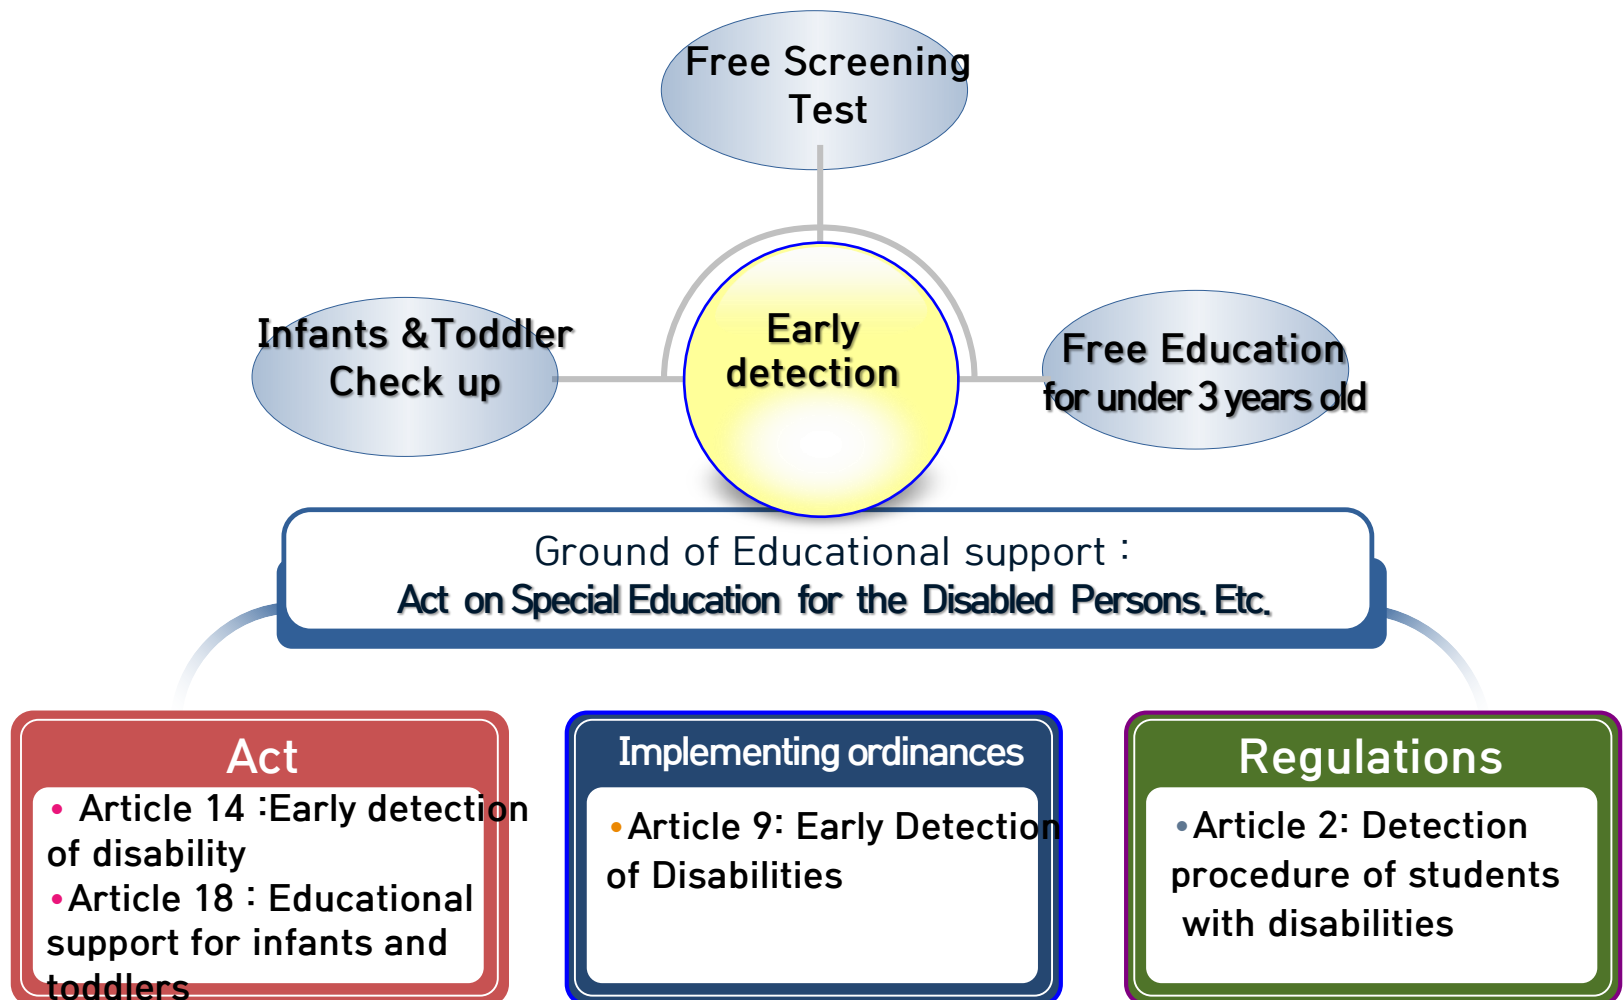 Free Screening
Test
Infants &Toddler
Check up
Early
detection
Free Education
for under 3 years old
Ground of Educational support :
Act on Special Education for the Disabled Persons. Etc.
Act
• Article 14 :Early detection
of disability
•Article 18 : Educational
support for infants and
toddlers
Implementing ordinances
•Article 9: Early Detection
of Disabilities
Regulations
•Article 2: Detection
procedure of students
with disabilities